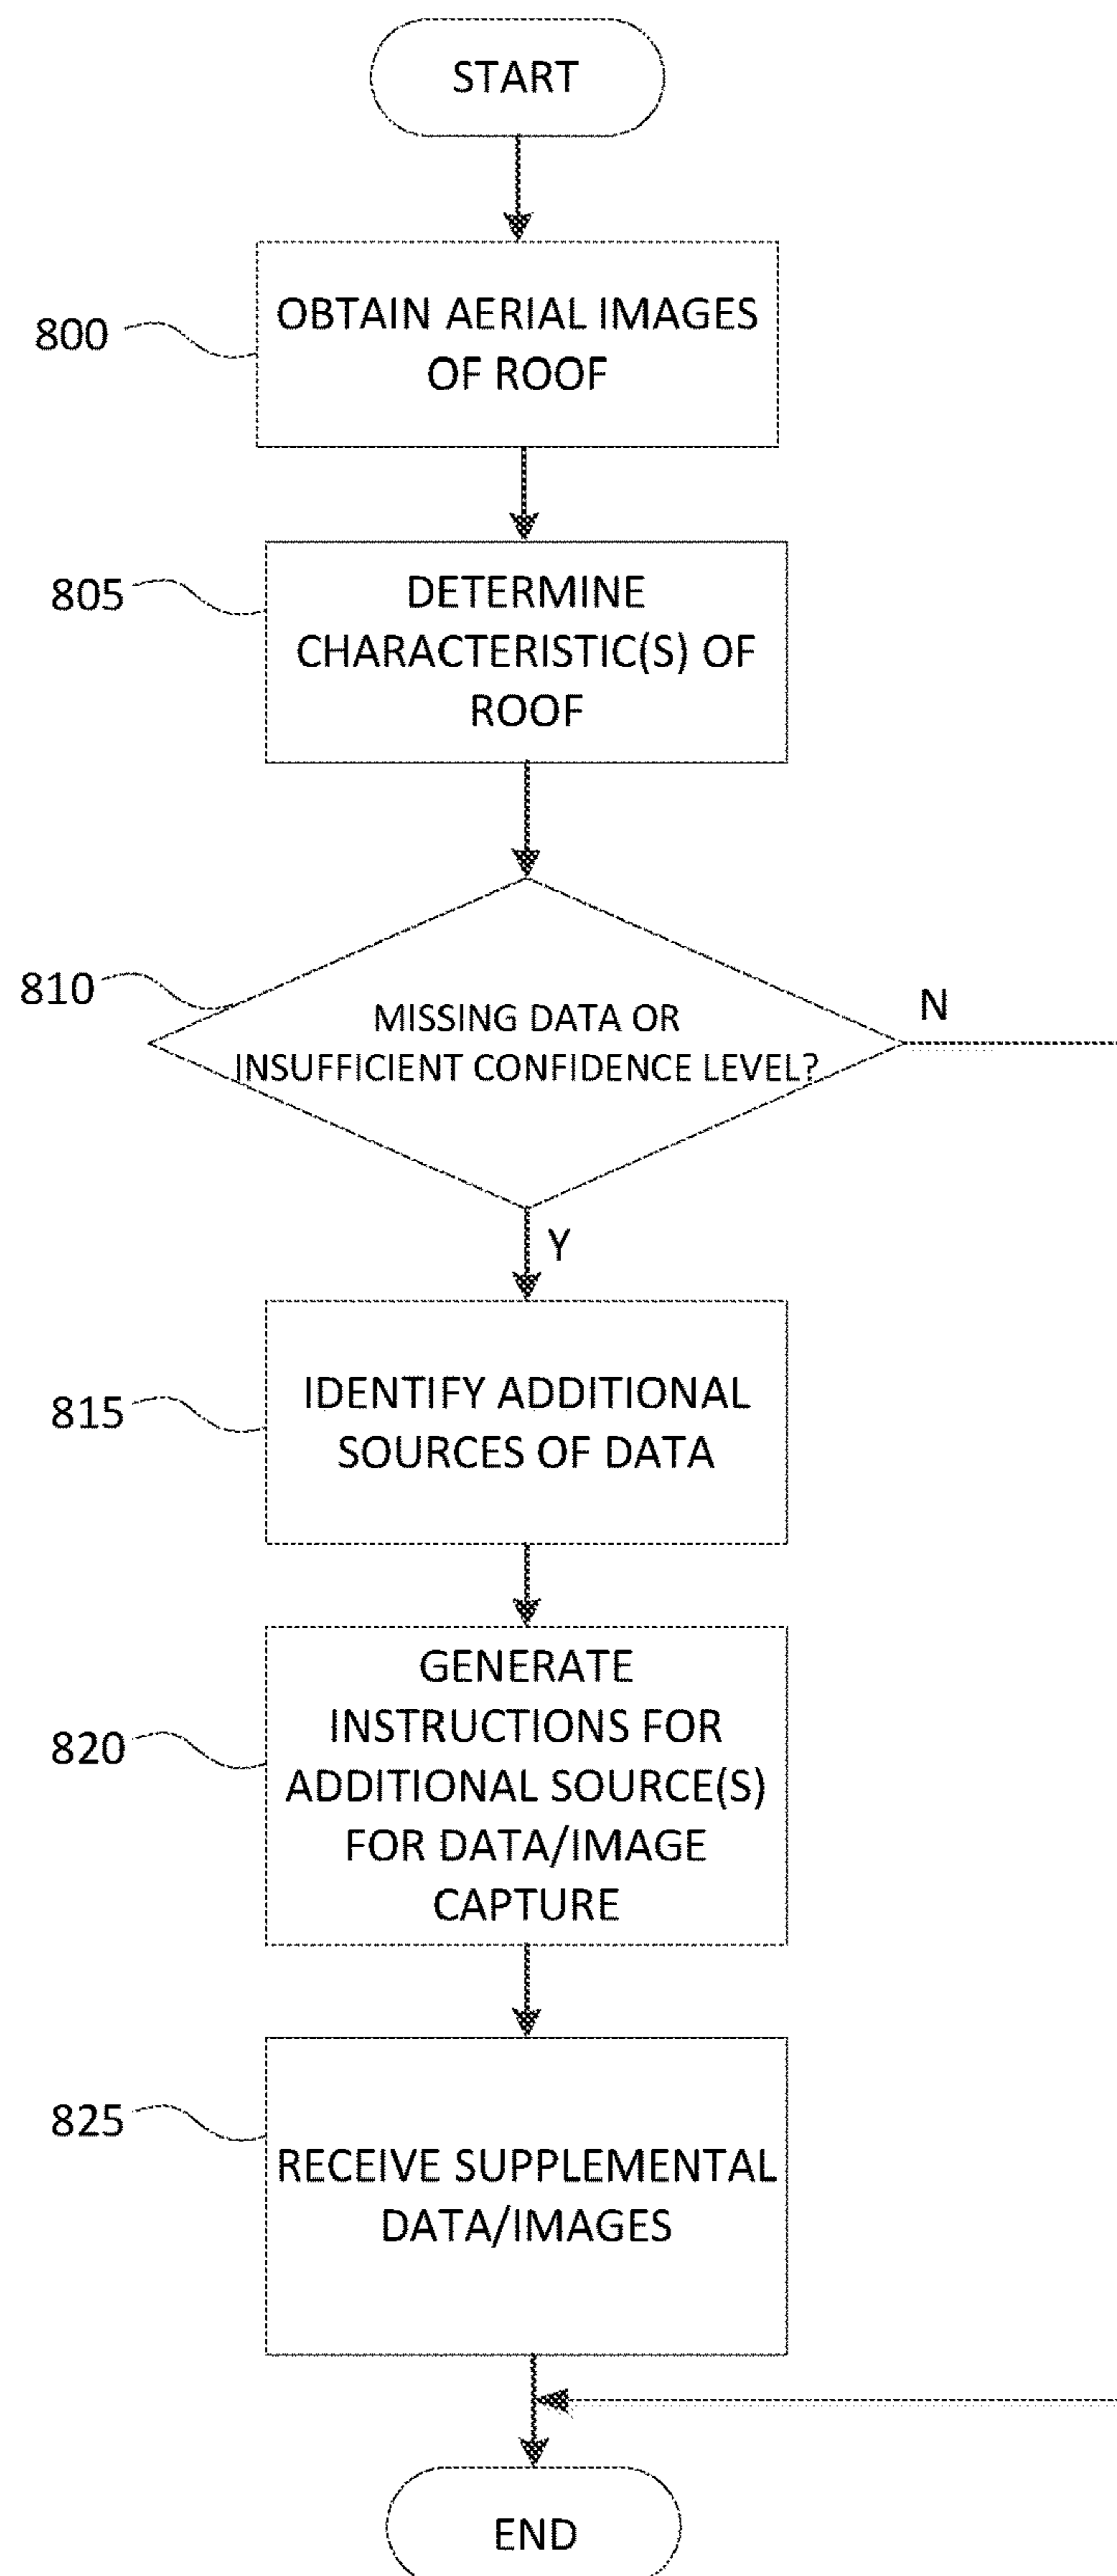 START
800
OBTAIN AERIAL IMAGES
OF ROOF
805
DETERMINE
CHARACTERISTIC(S) OF
ROOF
810
MISSING DATA OR
INSUFFICIENT CONFIDENCE LEVEL?
N
Y
815
IDENTIFY ADDITIONAL
SOURCES OF DATA
820
GENERATE
INSTRUCTIONS FOR
ADDITIONAL SOURCE(S)
FOR DATA/IMAGE
CAPTURE
825
RECEIVE SUPPLEMENTAL
DATA/IMAGES
END